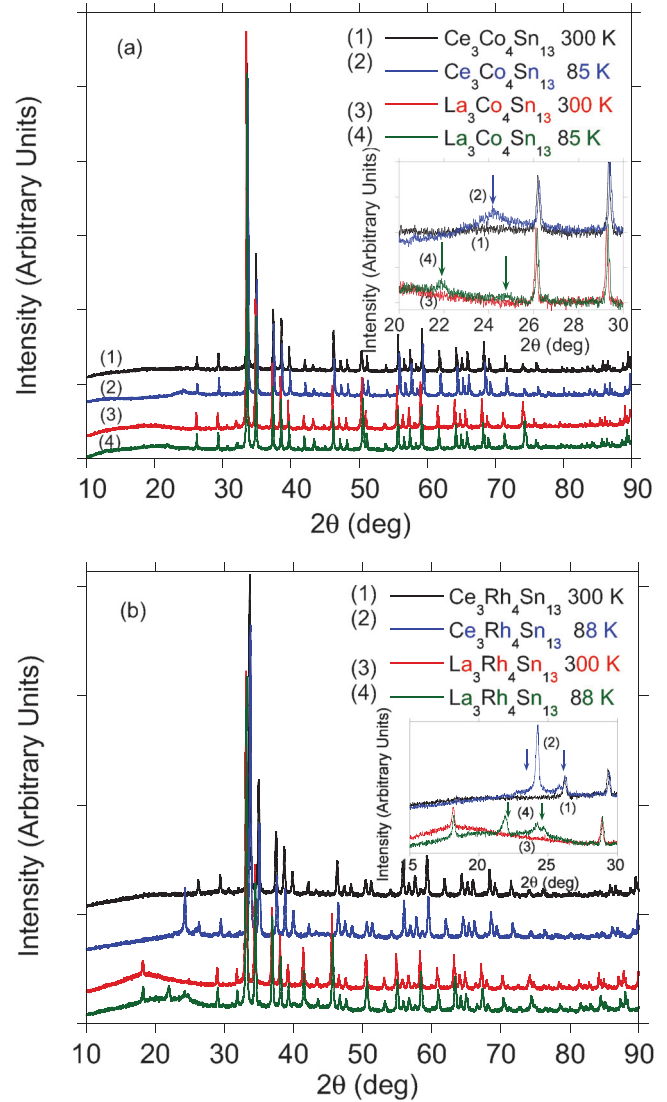 (a)
(1) Ce3Co4Sn13 300 K
(2) Ce3Co4Sn13 85 K
(3) La3Co4Sn13 300 K
(4) La3Co4Sn13 85 K
Intensity (Arbitrary Units)
Intensity (Arbitrary Units)
(2)
(1)
(4)
(3)
20 22 24 26 28 30
2θ (deg)
(1)
(2)
(3)
(4)
10 20 30 40 50 60 70 80 90
2θ (deg)
(b)
(1) Ce3Rh4Sn13 300 K
(2) Ce3Rh4Sn13 88 K
(3) La3Rh4Sn13 300 K
(4) La3Rh4Sn13 88 K
Intensity (Arbitrary Units)
Intensity (Arbitrary Units)
(2)
(1)
(4)
(3)
15 20 25 30
2θ (deg)
(1)
(2)
(3)
(4)
10 20 30 40 50 60 70 80 90
2θ (deg)